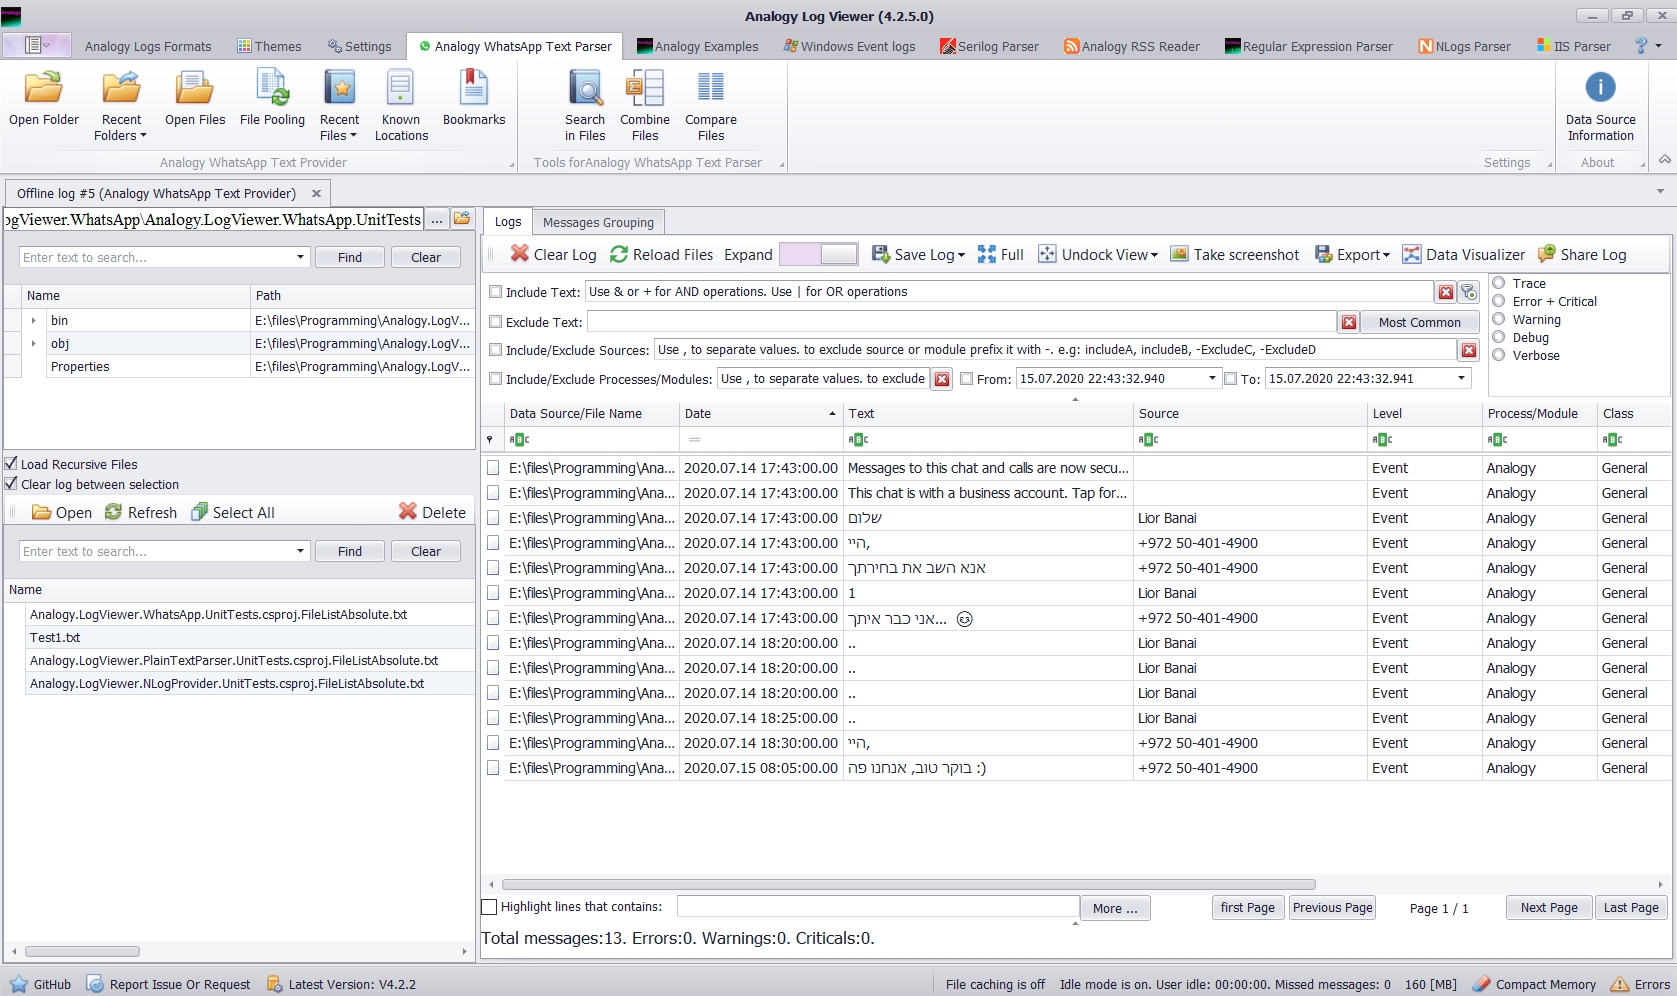 Analogy Log Viewer (4.2.5.0)
Analogy Logs Formats Themes Settings Analogy WhatsApp Text Parser Analogy Examples Windows Event logs Serilog Parser Analogy RSS Reader Regular Expression Parser NLogs Parser IIS Parser
Open Folder Recent Folders Open Files File Pooling Recent Files Known Locations Bookmarks Search in Files Combine Files Compare Files Data Source Information
Analogy WhatsApp Text Provider Tools forAnalogy WhatsApp Text Parser Settings About
Offline log #5 (Analogy WhatsApp Text Provider)
ogViewer.WhatsApp\Analogy.LogViewer.WhatsApp.UnitTests ...
Enter text to search... Find Clear
Name Path
bin E:\files\Programming\Analogy.LogV...
obj E:\files\Programming\Analogy.LogV...
Properties E:\files\Programming\Analogy.LogV...
Load Recursive Files
Clear log between selection
Open Refresh Select All Delete
Enter text to search... Find Clear
Name
Analogy.LogViewer.WhatsApp.UnitTests.csproj.FileListAbsolute.txt
Test1.txt
Analogy.LogViewer.PlainTextParser.UnitTests.csproj.FileListAbsolute.txt
Analogy.LogViewer.NLogProvider.UnitTests.csproj.FileListAbsolute.txt
Logs Messages Grouping
Clear Log Reload Files Expand Save Log Full Undock View Take screenshot Export Data Visualizer Share Log
Include Text: Use & or + for AND operations. Use | for OR operations
Exclude Text: Most Common
Include/Exclude Sources: Use , to separate values. to exclude source or module prefix it with -. e.g: includeA, includeB, -ExcludeC, -ExcludeD
Include/Exclude Processes/Modules: Use , to separate values. to exclude From: 15.07.2020 22:43:32.940 To: 15.07.2020 22:43:32.941
Trace
Error + Critical
Warning
Debug
Verbose
Data Source/File Name Date Text Source Level Process/Module Class
E:\files\Programming\Ana... 2020.07.14 17:43:00.00 Messages to this chat and calls are now secu... Event Analogy General
E:\files\Programming\Ana... 2020.07.14 17:43:00.00 This chat is with a business account. Tap for... Event Analogy General
E:\files\Programming\Ana... 2020.07.14 17:43:00.00 שלום Lior Banai Event Analogy General
E:\files\Programming\Ana... 2020.07.14 17:43:00.00 היי, +972 50-401-4900 Event Analogy General
E:\files\Programming\Ana... 2020.07.14 17:43:00.00 אנא השב את בחירתך +972 50-401-4900 Event Analogy General
E:\files\Programming\Ana... 2020.07.14 17:43:00.00 1 Lior Banai Event Analogy General
E:\files\Programming\Ana... 2020.07.14 17:43:00.00 אני כבר איתך... +972 50-401-4900 Event Analogy General
E:\files\Programming\Ana... 2020.07.14 18:20:00.00 .. Lior Banai Event Analogy General
E:\files\Programming\Ana... 2020.07.14 18:20:00.00 .. Lior Banai Event Analogy General
E:\files\Programming\Ana... 2020.07.14 18:20:00.00 .. Lior Banai Event Analogy General
E:\files\Programming\Ana... 2020.07.14 18:25:00.00 .. Lior Banai Event Analogy General
E:\files\Programming\Ana... 2020.07.14 18:30:00.00 היי, +972 50-401-4900 Event Analogy General
E:\files\Programming\Ana... 2020.07.15 08:05:00.00 בוקר טוב, אנחנו פה :) +972 50-401-4900 Event Analogy General
Highlight lines that contains: More ... first Page Previous Page Page 1 / 1 Next Page Last Page
Total messages:13. Errors:0. Warnings:0. Criticals:0.
GitHub Report Issue Or Request Latest Version: V4.2.2 File caching is off Idle mode is on. User idle: 00:00:00. Missed messages: 0 160 [MB] Compact Memory Errors